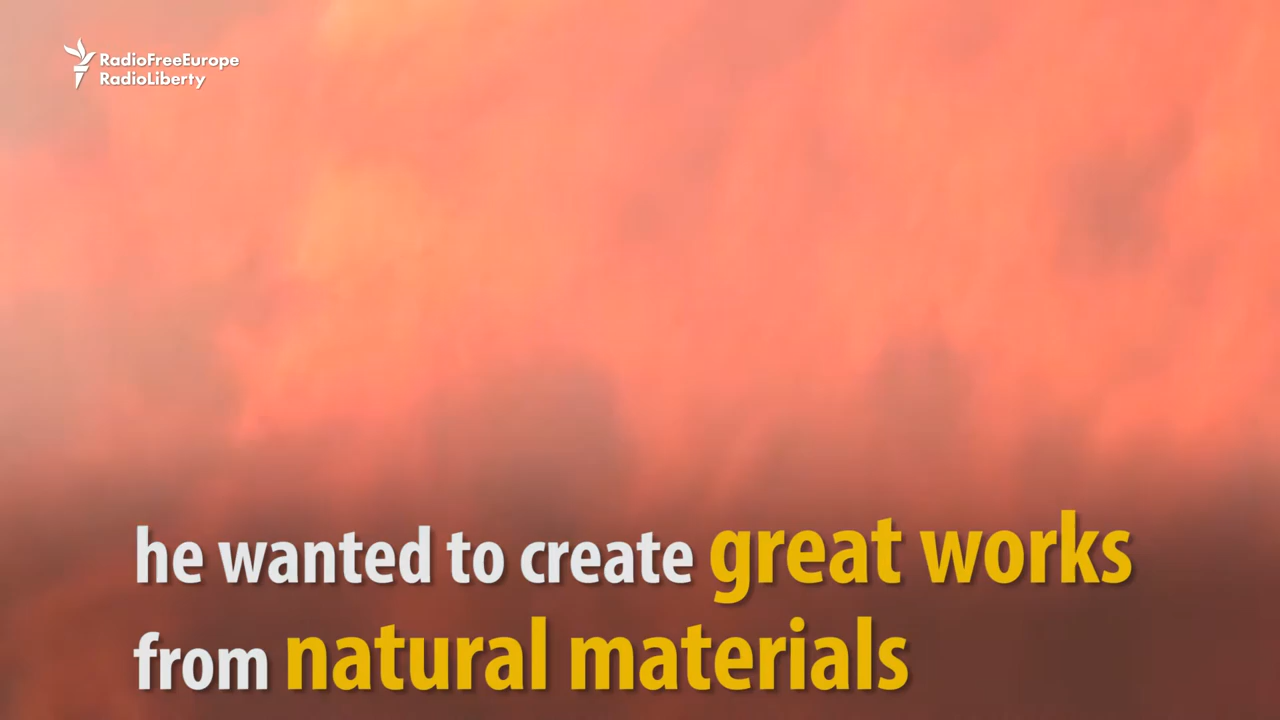 RadioFreeEurope
RadioLiberty
he wanted to create great works
from natural materials